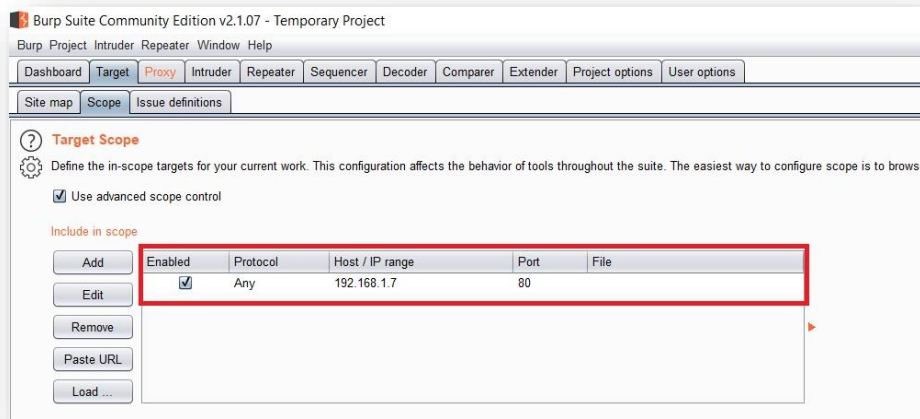 Burp Suite Community Edition v2.1.07 - Temporary Project
Burp Project Intruder Repeater Window Help
Dashboard Target Proxy Intruder Repeater Sequencer Decoder Comparer Extender Project options User options
Site map Scope Issue definitions
? Target Scope
Define the in-scope targets for your current work. This configuration affects the behavior of tools throughout the suite. The easiest way to configure scope is to brows
Use advanced scope control
Include in scope
Add Enabled Protocol Host / IP range Port File
Any 192.168.1.7 80
Edit
Remove
Paste URL
Load ...